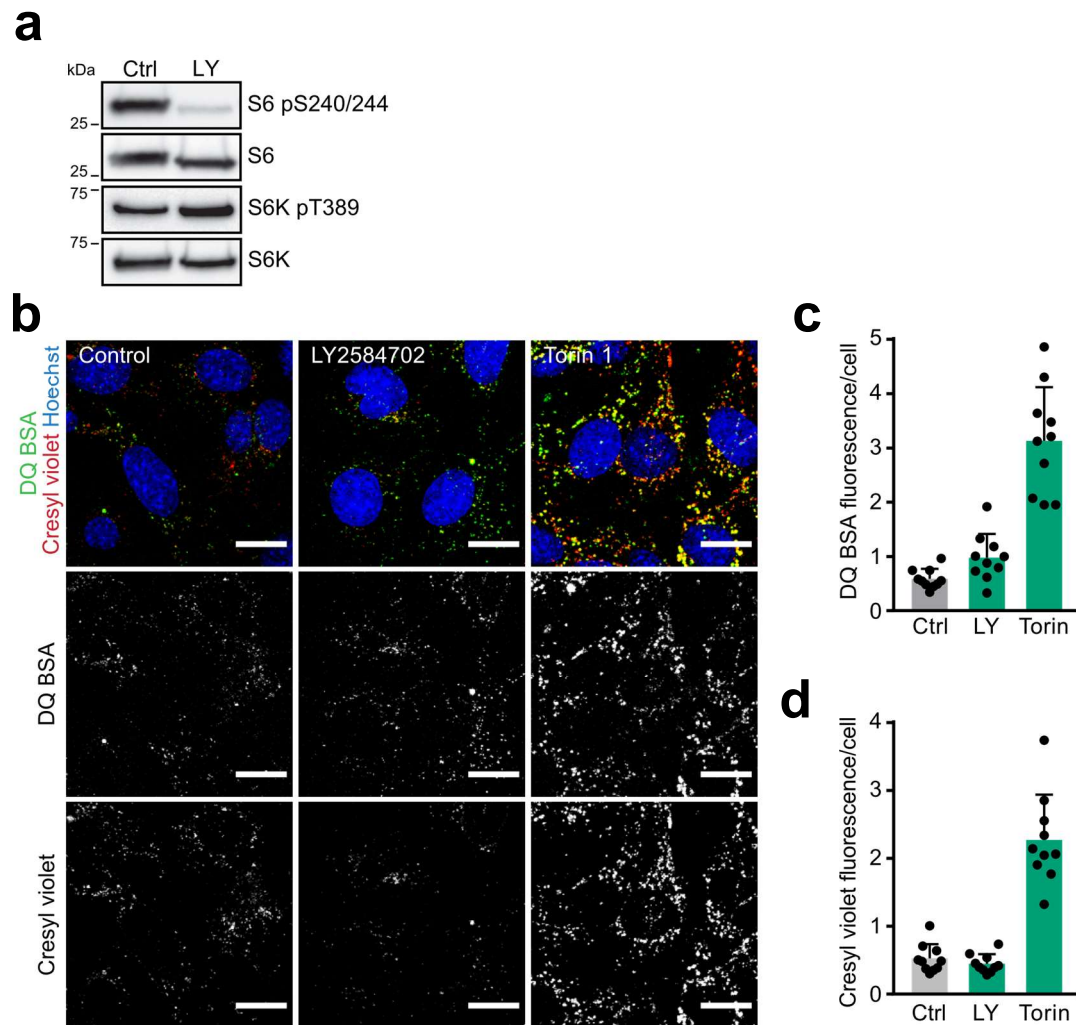 a
kDa Ctrl LY
S6 pS240/244
25
S6
25
75
S6K pT389
75
S6K
b
DQ BSA
Cresyl violet Hoechst
Control
LY2584702
Torin 1
DQ BSA
Cresyl violet
c
DQ BSA fluorescence/cell
5
4
3
2
1
0
Ctrl LY Torin
d
Cresyl violet fluorescence/cell
4
3
2
1
0
Ctrl LY Torin